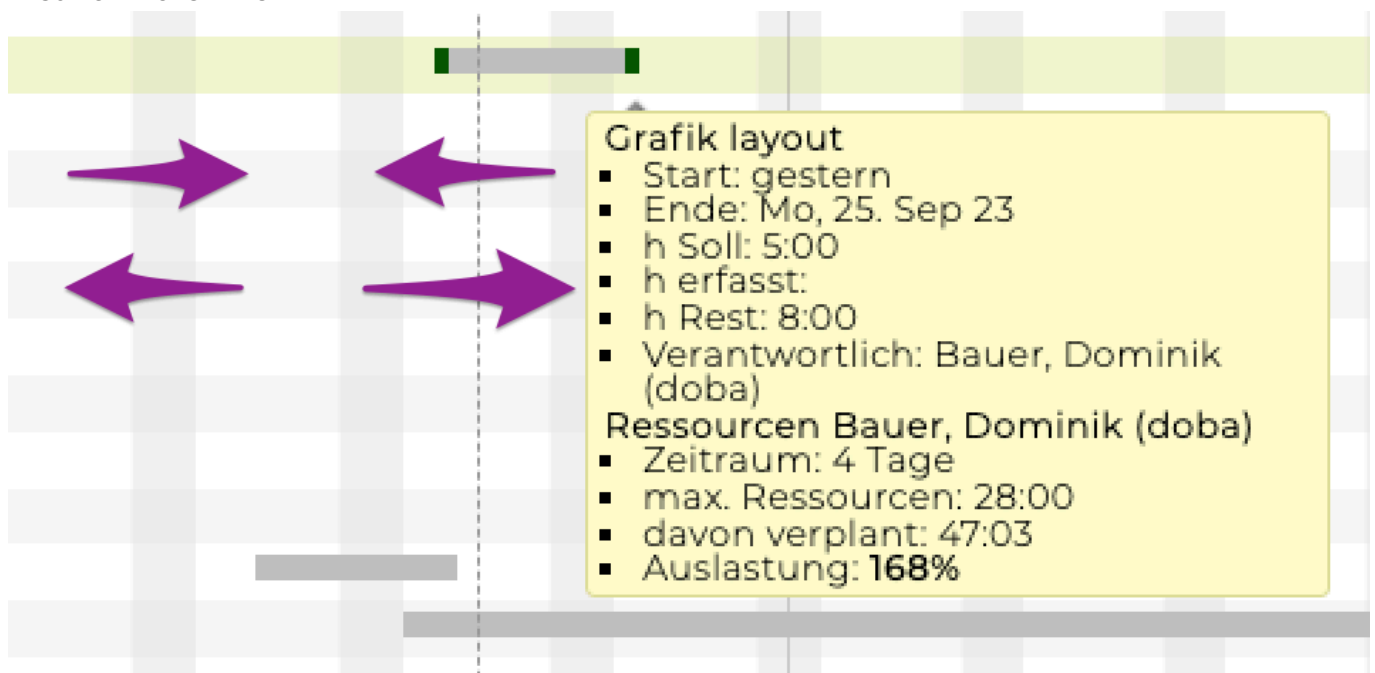 Grafik layout
▪ Start: gestern
▪ Ende: Mo, 25. Sep 23
▪ h Soll: 5:00
▪ h erfasst:
▪ h Rest: 8:00
▪ Verantwortlich: Bauer, Dominik
(doba)
Ressourcen Bauer, Dominik (doba)
▪ Zeitraum: 4 Tage
▪ max. Ressourcen: 28:00
▪ davon verplant: 47:03
▪ Auslastung: 168%